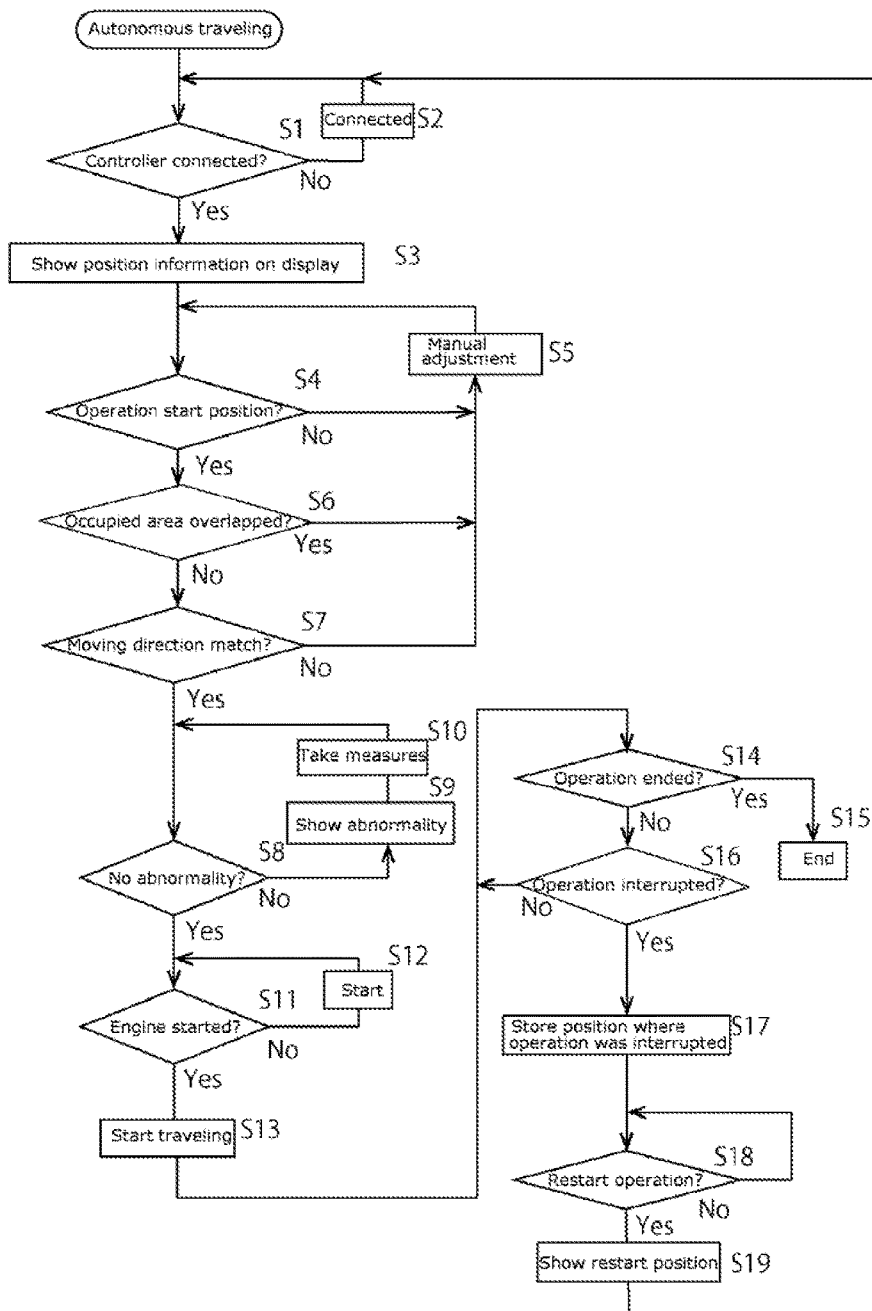 Autonomous traveling
Connected
S2
S1
Controller connected?
No
Yes
Show position information on display
S3
Manual
adjustment
S5
S4
Operation start position?
No
Yes
S6
Occupied area overlapped?
Yes
No
S7
Moving direction match?
No
Yes
S10
Take measures
S9
Show abnormality
S8
No abnormality?
No
Yes
S12
Start
S11
Engine started?
No
Yes
Start traveling
S13
S14
Operation ended?
Yes
No
S15
End
S16
Operation interrupted?
No
Yes
Store position where
operation was interrupted
S17
S18
Restart operation?
No
Yes
Show restart position
S19